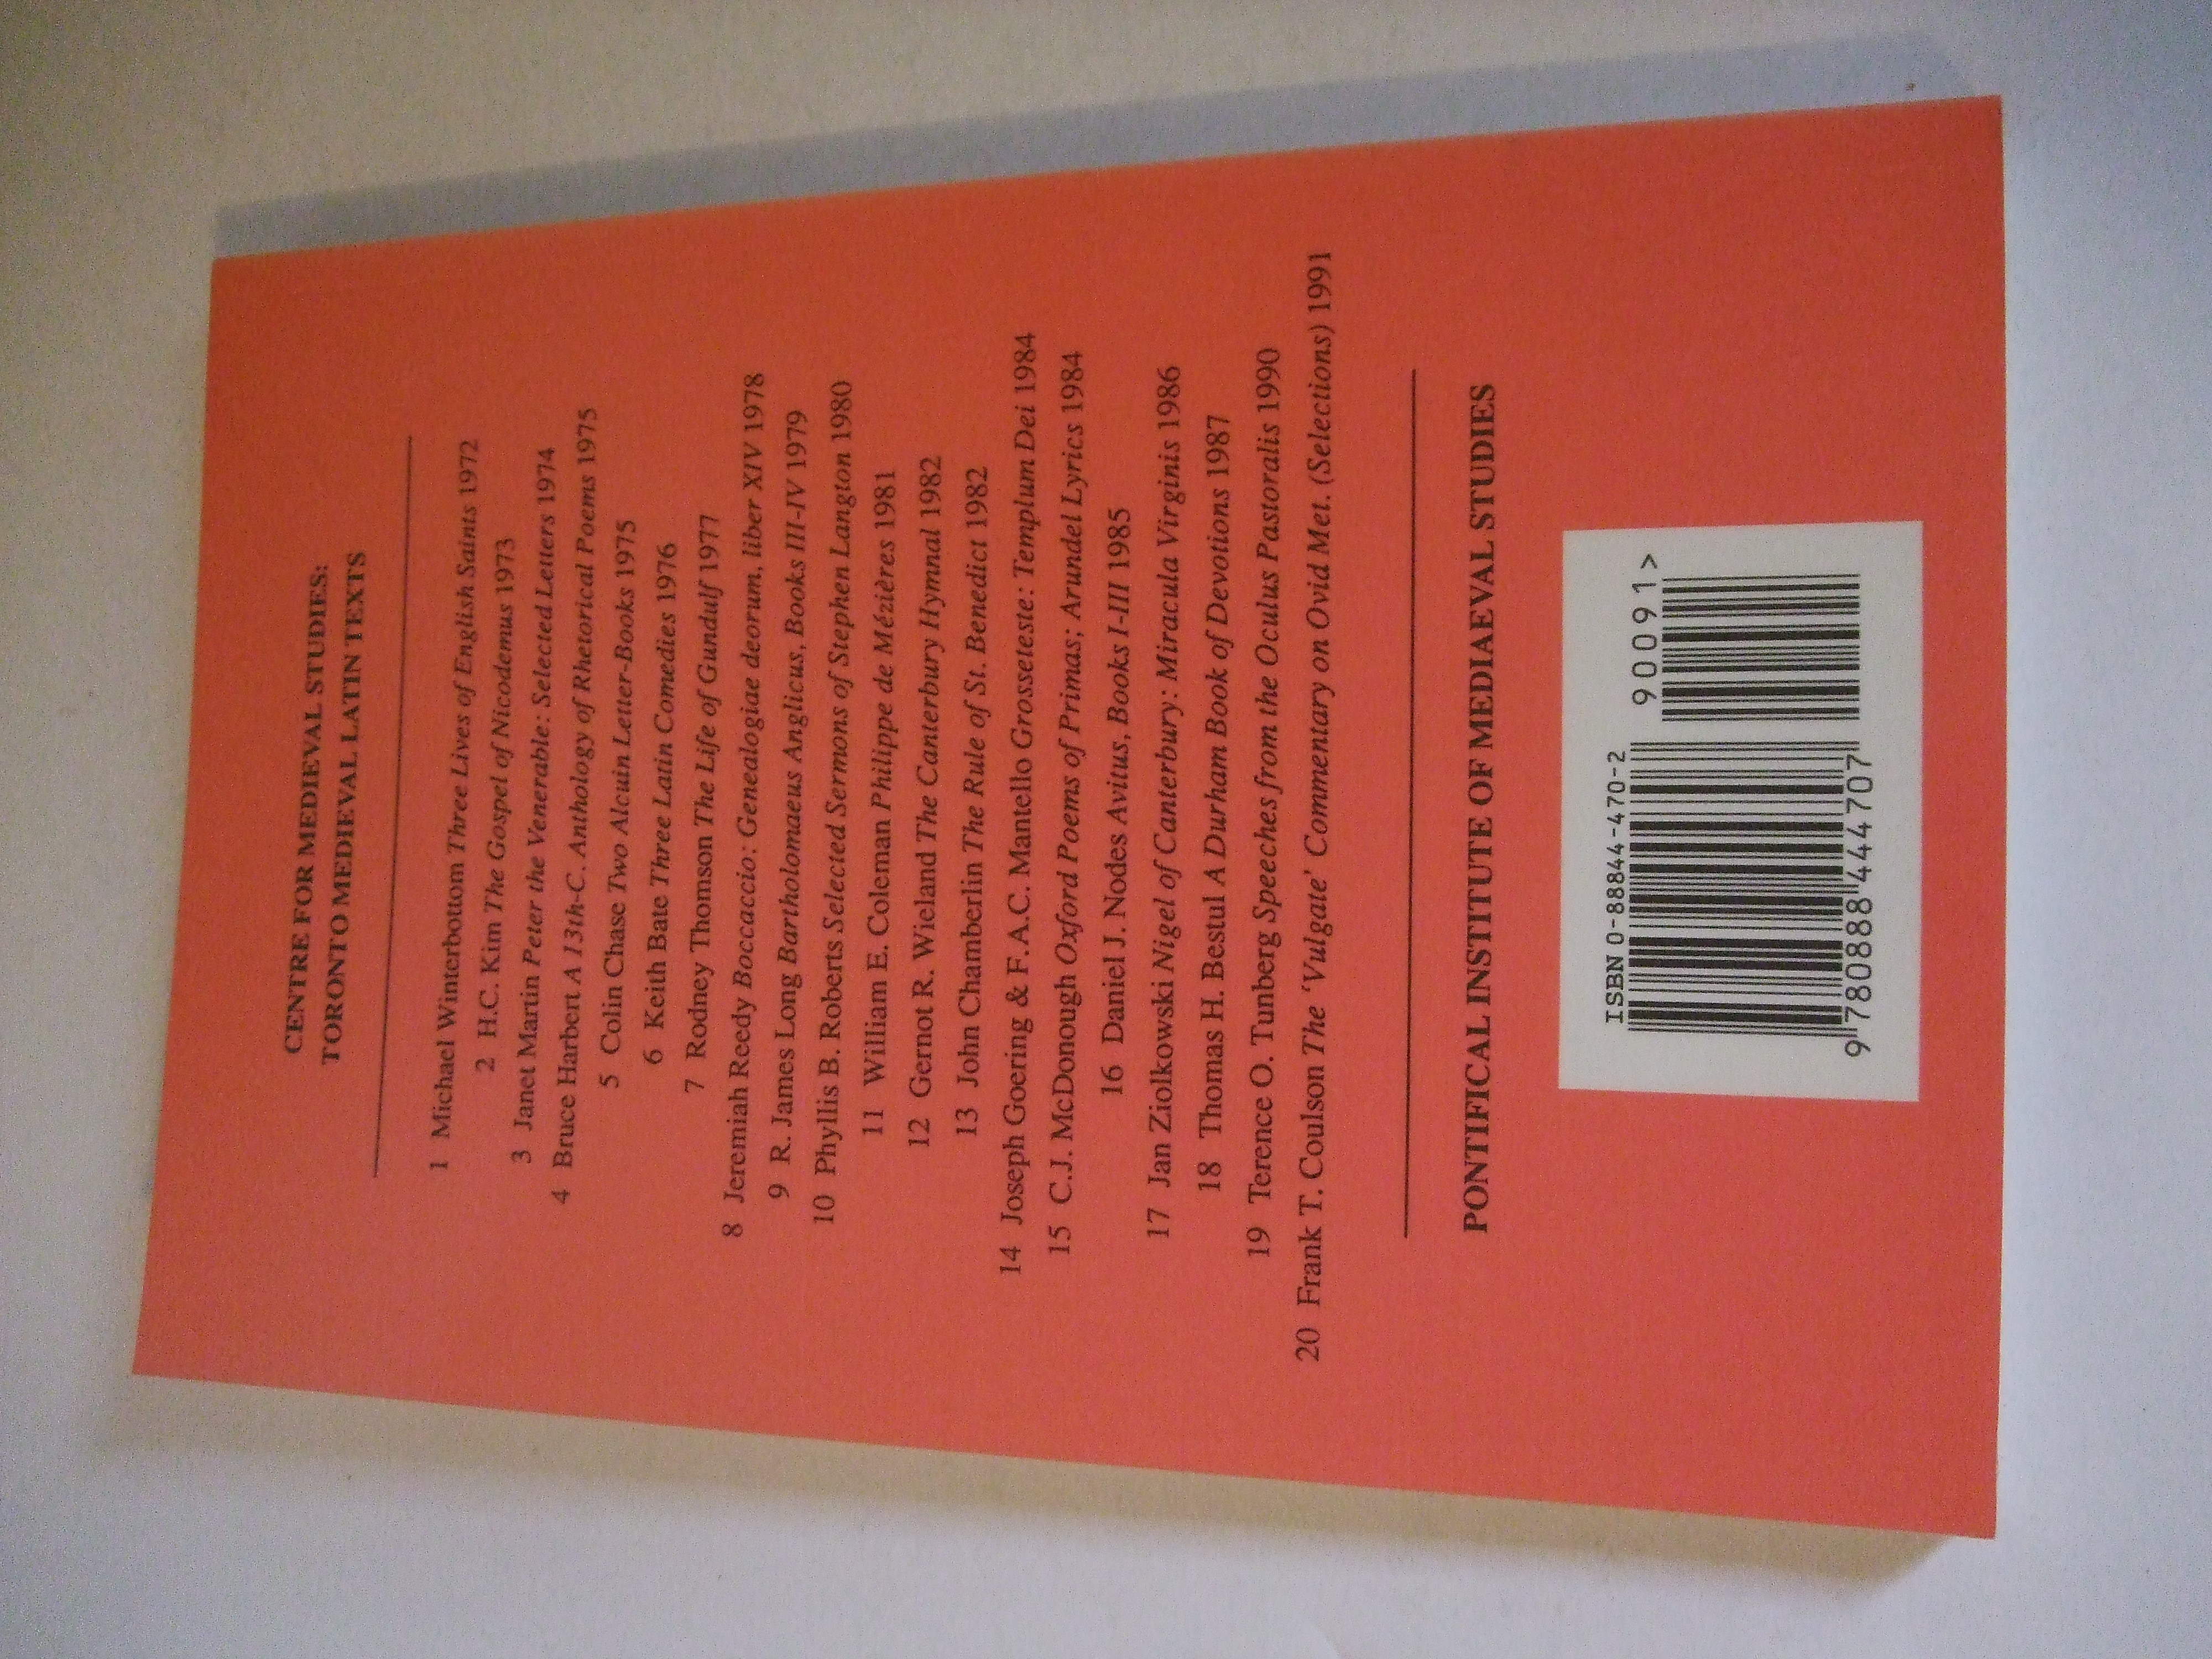 CENTRE FOR MEDIEVAL STUDIES:
TORONTO MEDIEVAL LATIN TEXTS
1 Michael Winterbottom Three Lives of English Saints 1972
2 H.C. Kim The Gospel of Nicodemus 1973
3 Janet Martin Peter the Venerable: Selected Letters 1974
4 Bruce Harbert A 13th-C. Anthology of Rhetorical Poems 1975
5 Colin Chase Two Alcuin Letter-Books 1975
6 Keith Bate Three Latin Comedies 1976
7 Rodney Thomson The Life of Gundulf 1977
8 Jeremiah Reedy Boccaccio: Genealogiae deorum, liber XIV 1978
9 R. James Long Bartholomaeus Anglicus, Books III-IV 1979
10 Phyllis B. Roberts Selected Sermons of Stephen Langton 1980
11 William E. Coleman Philippe de Mézières 1981
12 Gernot R. Wieland The Canterbury Hymnal 1982
13 John Chamberlin The Rule of St. Benedict 1982
14 Joseph Goering & F.A.C. Mantello Grosseteste: Templum Dei 1984
15 C.J. McDonough Oxford Poems of Primas; Arundel Lyrics 1984
16 Daniel J. Nodes Avitus, Books I-III 1985
17 Jan Ziolkowski Nigel of Canterbury: Miracula Virginis 1986
18 Thomas H. Bestul A Durham Book of Devotions 1987
19 Terence O. Tunberg Speeches from the Oculus Pastoralis 1990
20 Frank T. Coulson The 'Vulgate' Commentary on Ovid Met. (Selections) 1991
PONTIFICAL INSTITUTE OF MEDIAEVAL STUDIES
ISBN 0-88844-470-2
90091>
9 780888 444707